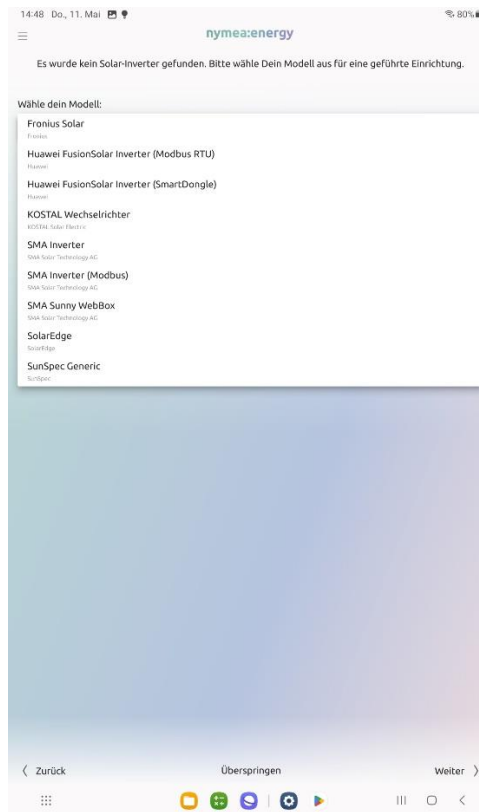 14:48 Do., 11. Mai 80%
nymea:energy
Es wurde kein Solar-Inverter gefunden. Bitte wähle Dein Modell aus für eine geführte Einrichtung.
Wähle dein Modell:
Fronius Solar
Fronius
Huawei FusionSolar Inverter (Modbus RTU)
Huawei
Huawei FusionSolar Inverter (SmartDongle)
Huawei
KOSTAL Wechselrichter
KOSTAL Solar Electric
SMA Inverter
SMA Solar Technology AG
SMA Inverter (Modbus)
SMA Solar Technology AG
SMA Sunny WebBox
SMA Solar Technology AG
SolarEdge
SolarEdge
SunSpec Generic
SunSpec
Zurück Überspringen Weiter